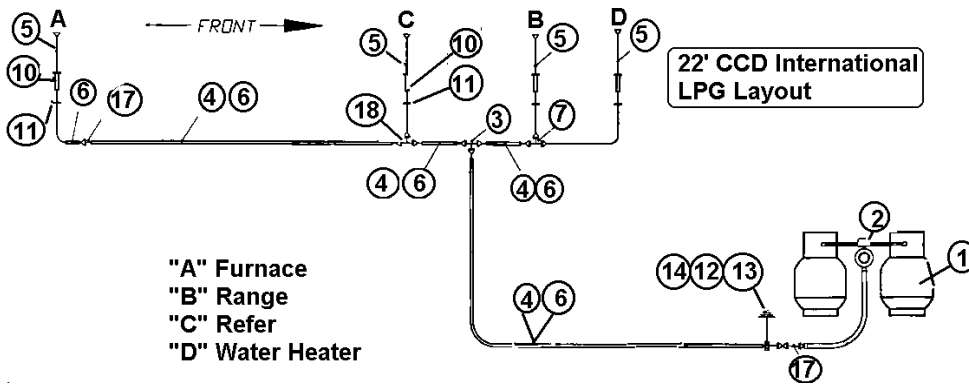 A
FRONT
C
B
D
22' CCD International
LPG Layout
5
5
5
5
10
10
6
17
4 6
11
11
18
3
7
4 6
4 6
2
1
14 12 13
4 6
17
"A" Furnace
"B" Range
"C" Refer
"D" Water Heater